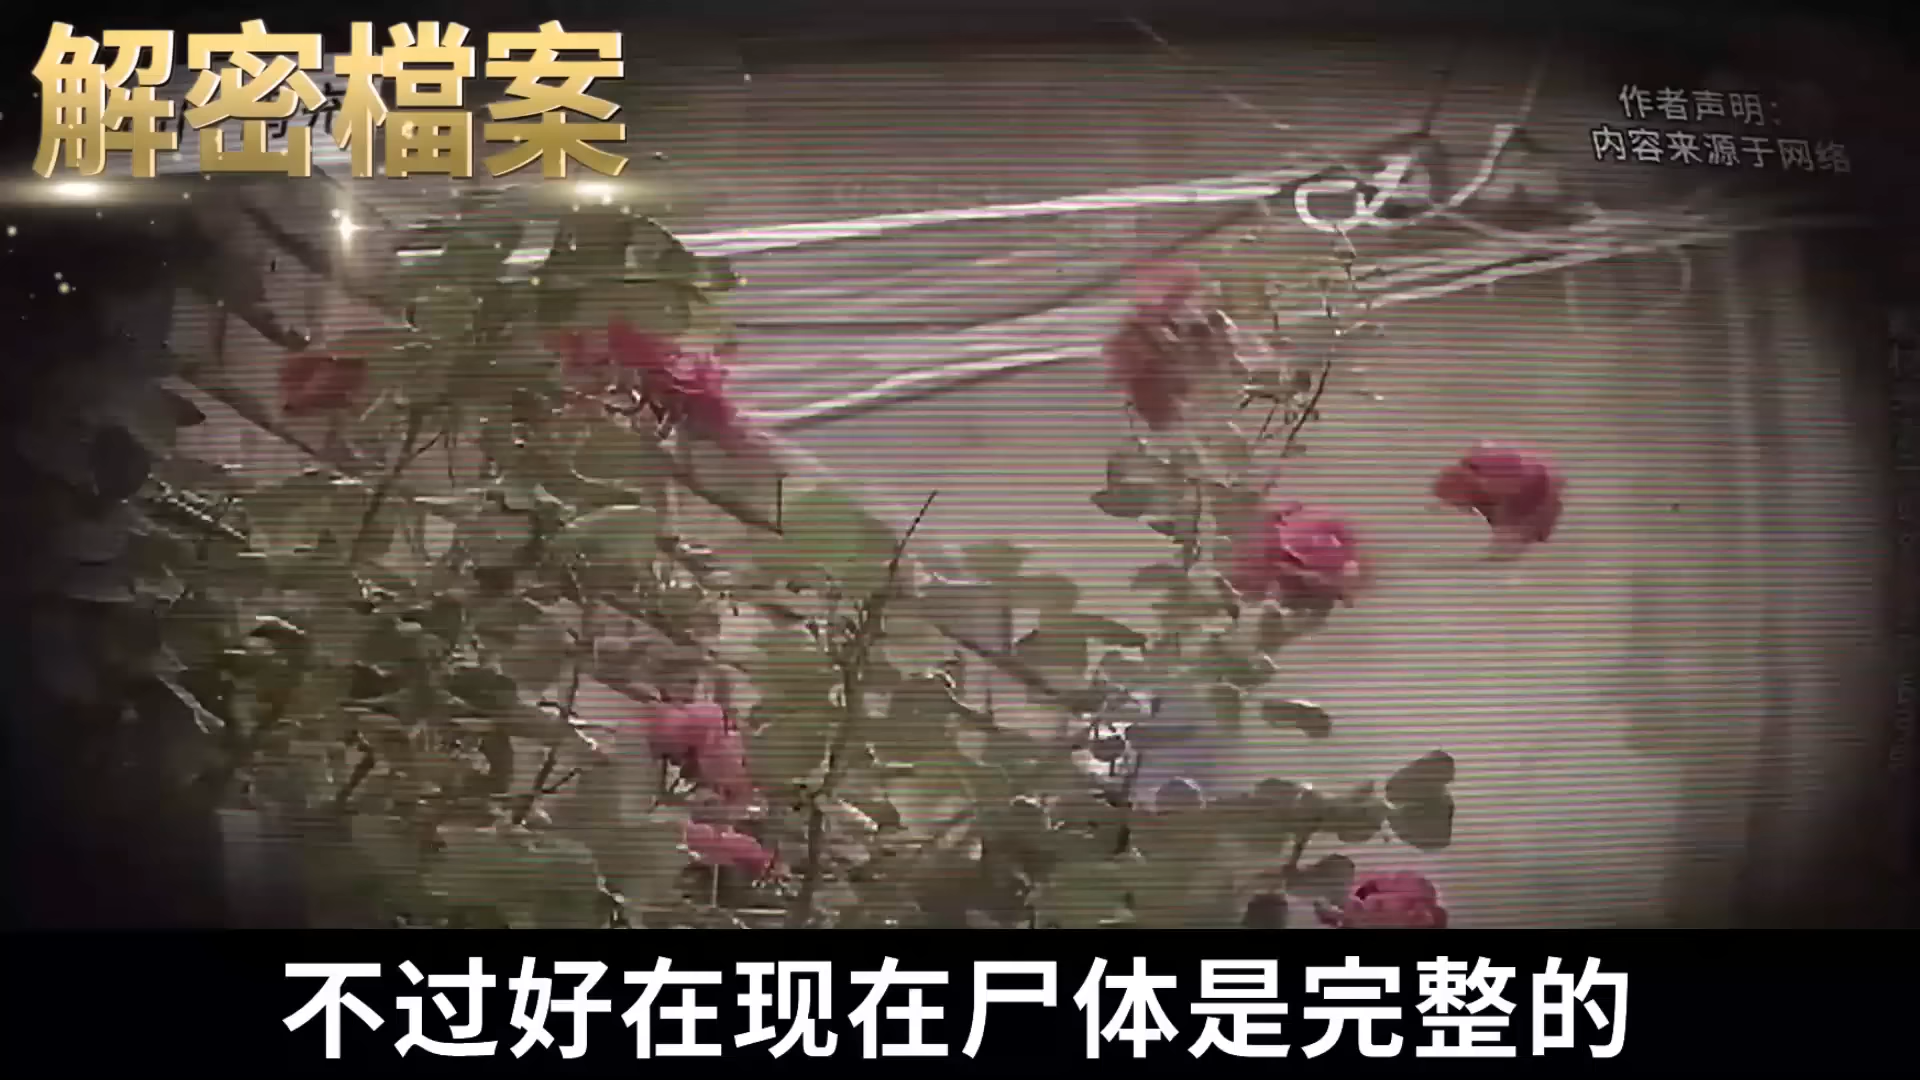 解密檔案
作者声明：
内容来源于网络
不过好在现在尸体是完整的